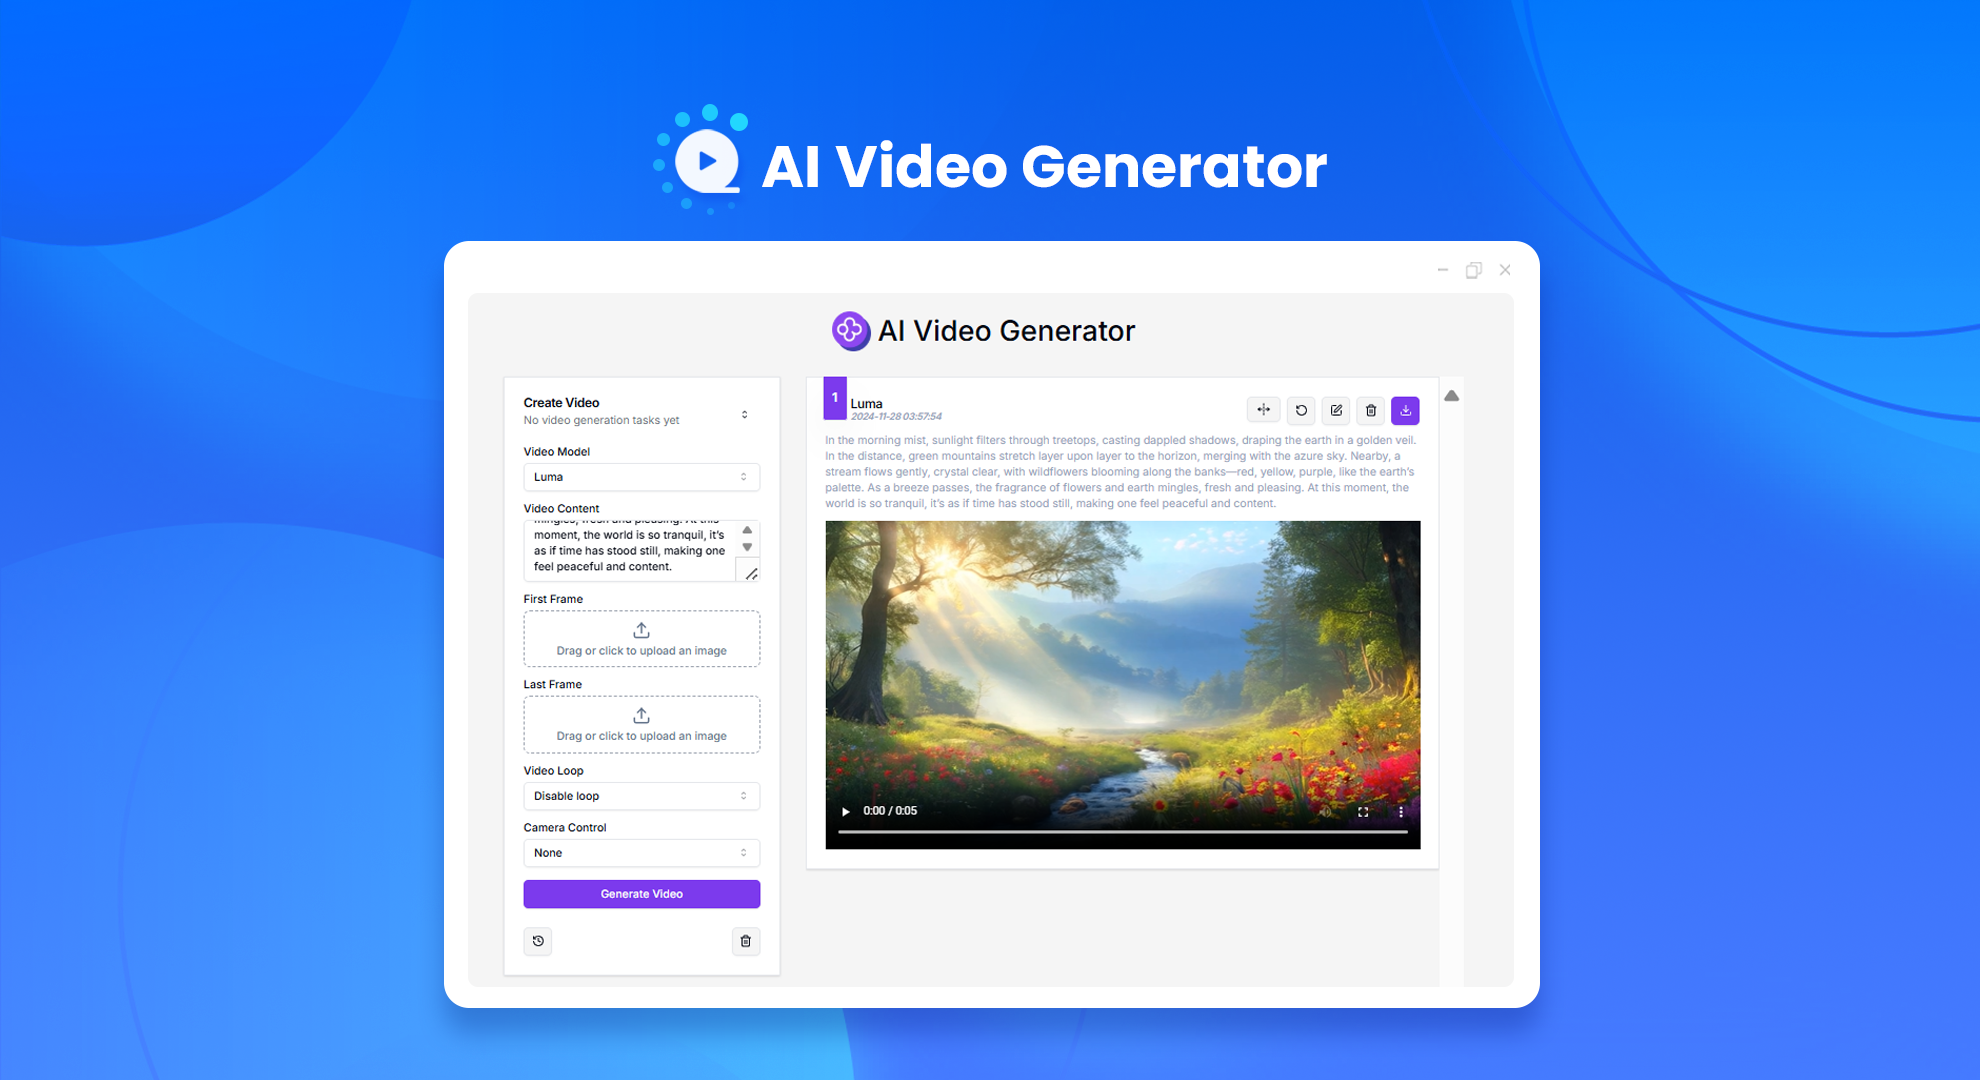 AI Video Generator
AI Video Generator
Create Video
No video generation tasks yet
Video Model
Luma
Video Content
mingles, fresh and pleasing. At this
moment, the world is so tranquil, it's
as if time has stood still, making one
feel peaceful and content.
First Frame
Drag or click to upload an image
Last Frame
Drag or click to upload an image
Video Loop
Disable loop
Camera Control
None
Generate Video
1
Luma
2024-11-28 03:57:54
In the morning mist, sunlight filters through treetops, casting dappled shadows, draping the earth in a golden veil.
In the distance, green mountains stretch layer upon layer to the horizon, merging with the azure sky. Nearby, a
stream flows gently, crystal clear, with wildflowers blooming along the banks—red, yellow, purple, like the earth's
palette. As a breeze passes, the fragrance of flowers and earth mingles, fresh and pleasing. At this moment, the
world is so tranquil, it's as if time has stood still, making one feel peaceful and content.
0:00 / 0:05